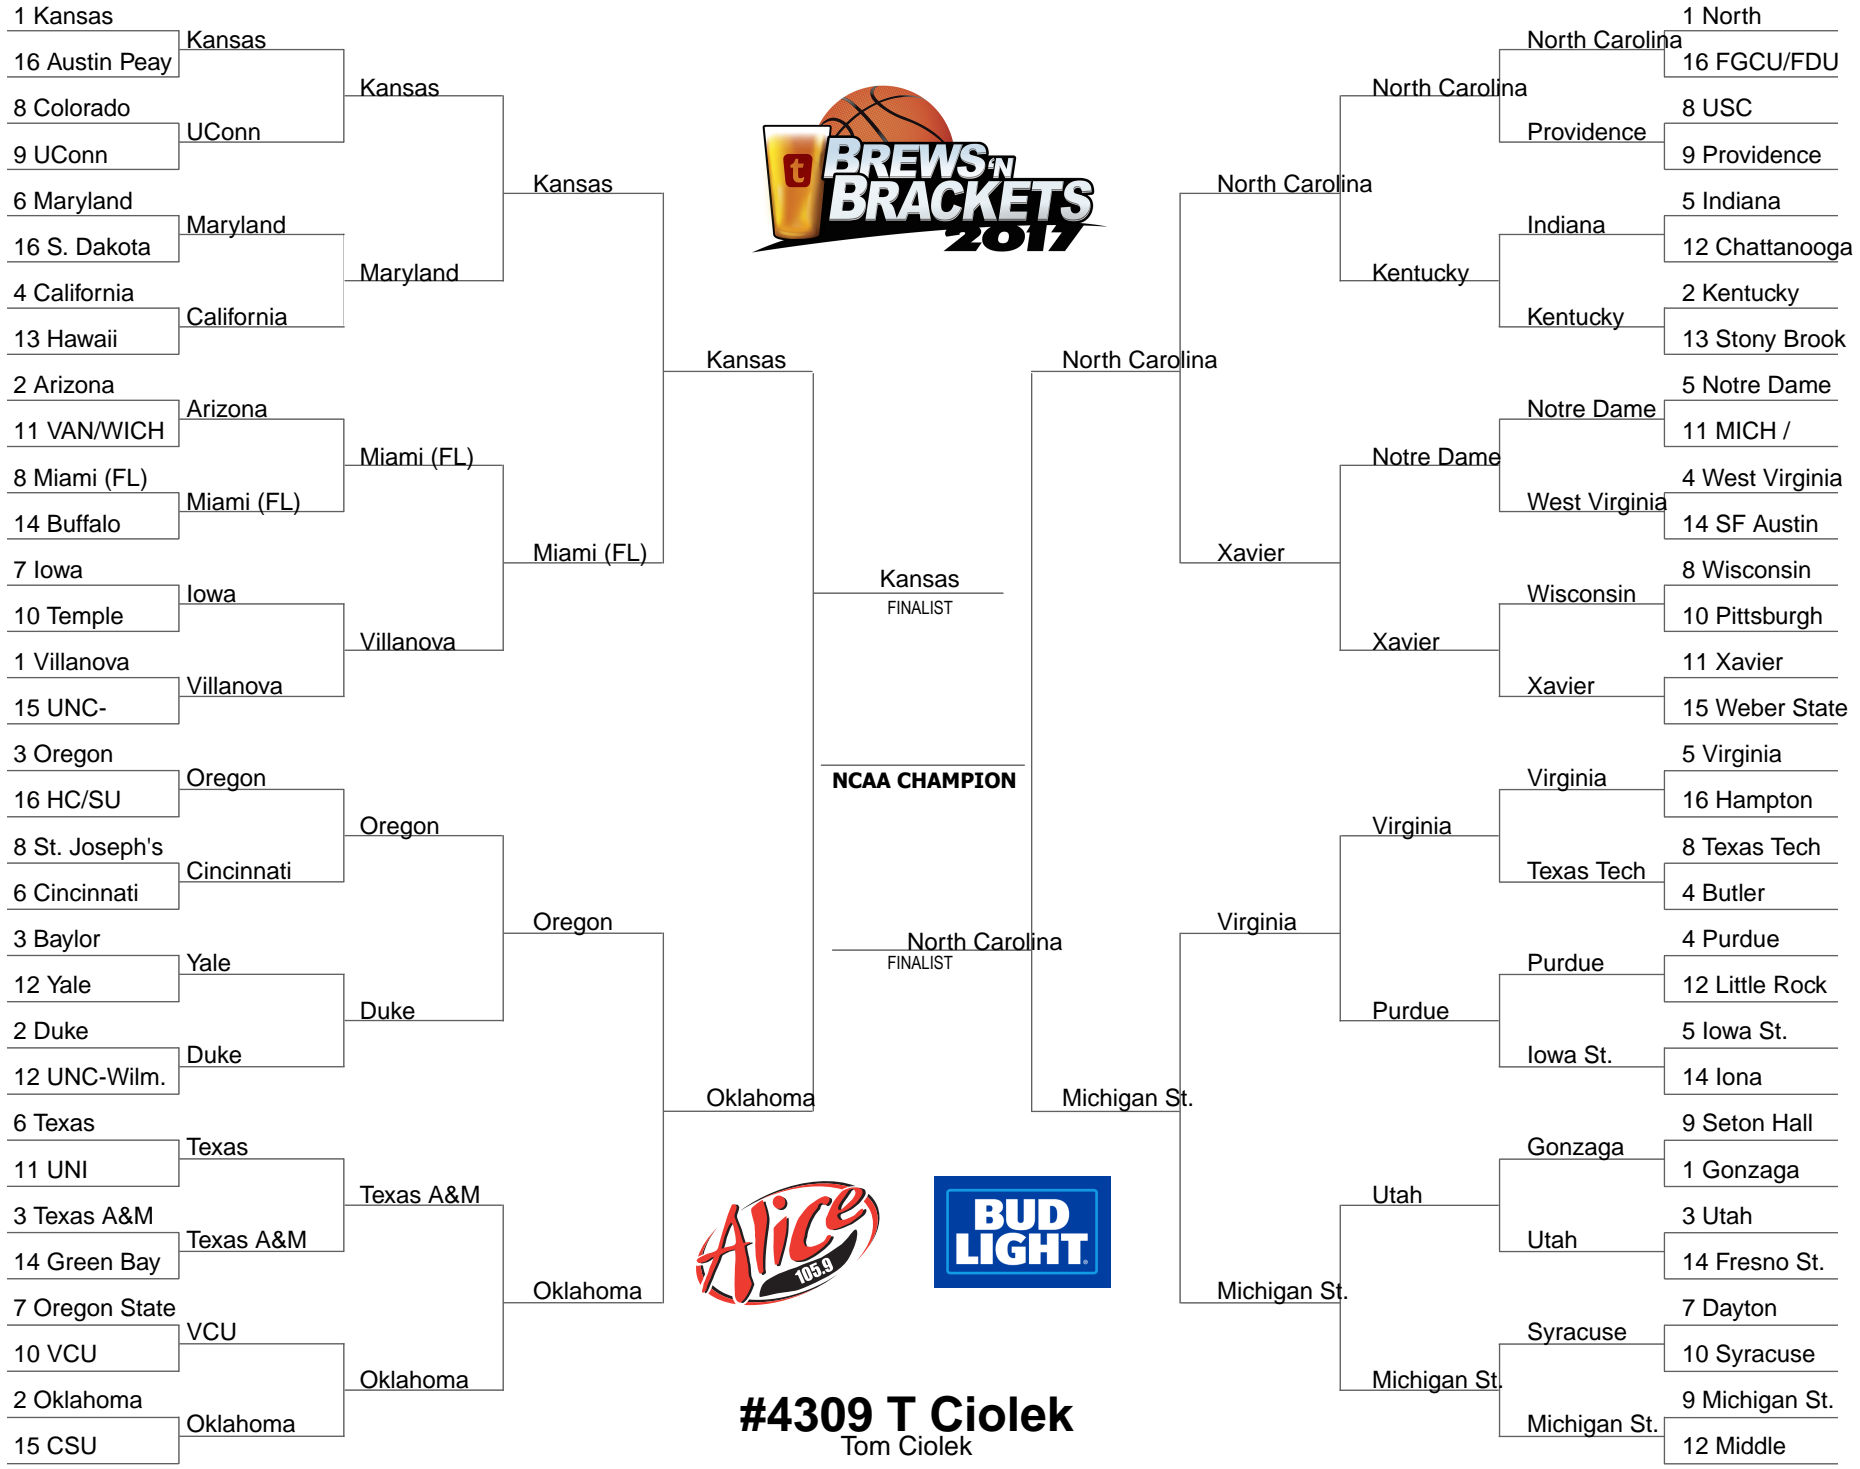 1 Kansas
16 Austin Peay
8 Colorado
9 UConn
6 Maryland
16 S. Dakota
4 California
13 Hawaii
2 Arizona
11 VAN/WICH
8 Miami (FL)
14 Buffalo
7 Iowa
10 Temple
1 Villanova
15 UNC-
3 Oregon
16 HC/SU
8 St. Joseph's
6 Cincinnati
3 Baylor
12 Yale
2 Duke
12 UNC-Wilm.
6 Texas
11 UNI
3 Texas A&M
14 Green Bay
7 Oregon State
10 VCU
2 Oklahoma
15 CSU
Kansas
UConn
Maryland
California
Arizona
Miami (FL)
Iowa
Villanova
Oregon
Cincinnati
Yale
Duke
Texas
Texas A&M
VCU
Oklahoma
Kansas
Maryland
Miami (FL)
Villanova
Oregon
Duke
Texas A&M
Oklahoma
Kansas
Miami (FL)
Oregon
Oklahoma
Kansas
Oklahoma
t
BREWS 'N
BRACKETS
2017
Kansas
FINALIST
NCAA CHAMPION
North Carolina
FINALIST
Alice
105.9
BUD
LIGHT
#4309 T Ciolek
Tom Ciolek
North Carolina
Michigan St.
North Carolina
Xavier
Virginia
Michigan St.
North Carolina
Kentucky
Notre Dame
Xavier
Virginia
Purdue
Utah
Michigan St.
North Carolina
Providence
Indiana
Kentucky
Notre Dame
West Virginia
Wisconsin
Xavier
Virginia
Texas Tech
Purdue
Iowa St.
Gonzaga
Utah
Syracuse
Michigan St.
1 North
16 FGCU/FDU
8 USC
9 Providence
5 Indiana
12 Chattanooga
2 Kentucky
13 Stony Brook
5 Notre Dame
11 MICH /
4 West Virginia
14 SF Austin
8 Wisconsin
10 Pittsburgh
11 Xavier
15 Weber State
5 Virginia
16 Hampton
8 Texas Tech
4 Butler
4 Purdue
12 Little Rock
5 Iowa St.
14 Iona
9 Seton Hall
1 Gonzaga
3 Utah
14 Fresno St.
7 Dayton
10 Syracuse
9 Michigan St.
12 Middle